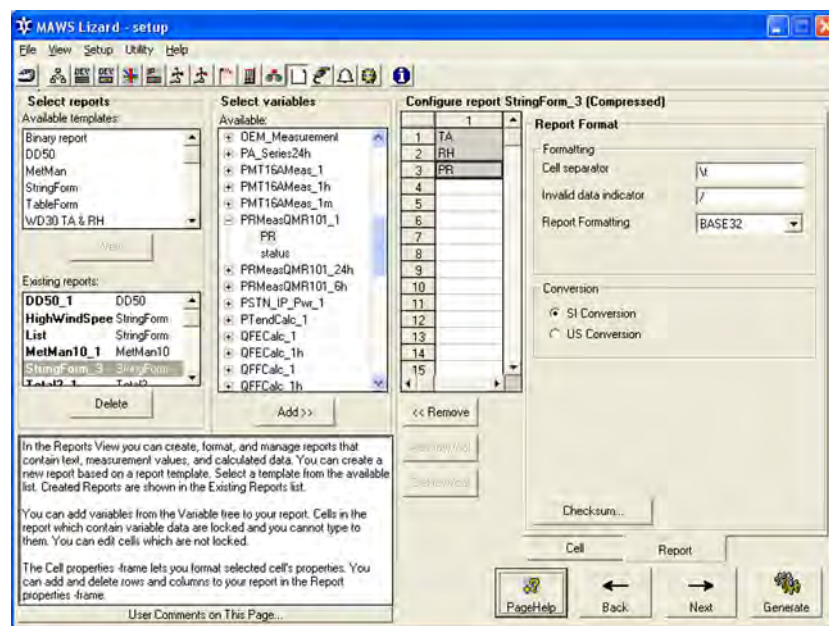 MAWS Lizard - setup
File View Setup Utility Help
Select reports
Available templates:
Binary report
DD50
MetMan
StringForm
TableForm
WD30 TA & RH
Existing reports:
DD50_1 DD50
HighWindSpee StringForm
List StringForm
MetMan10_1 MetMan10
StringForm_3 StringForm
Total2_1 Total2
Delete
Select variables
Available:
OEM_Measurement
PA_Series24h
PMT16AMeas_1
PMT16AMeas_1h
PMT16AMeas_1m
PRMeasQMR101_1
PR
status
PRMeasQMR101_24h
PRMeasQMR101_6h
PSTN_IP_Pwr_1
PTendCalc_1
QFECalc_1
QFECalc_1h
QFFCalc_1
QFFCalc_1h
Add >>
Configure report StringForm_3 (Compressed)
1
1 TA
2 RH
3 PR
4
5
6
7
8
9
10
11
12
13
14
15
<< Remove
Report Format
Formatting
Cell separator \t
Invalid data indicator /
Report Formatting BASE32
Conversion
SI Conversion
US Conversion
Checksum...
Cell Report
In the Reports View you can create, format, and manage reports that
contain text, measurement values, and calculated data. You can create a
new report based on a report template. Select a template from the available
list. Created Reports are shown in the Existing Reports list.
You can add variables from the Variable tree to your report. Cells in the
report which contain variable data are locked and you cannot type to
them. You can edit cells which are not locked.
The Cell properties -frame lets you format selected cell's properties. You
can add and delete rows and columns to your report in the Report
properties -frame.
User Comments on This Page...
PageHelp Back Next Generate